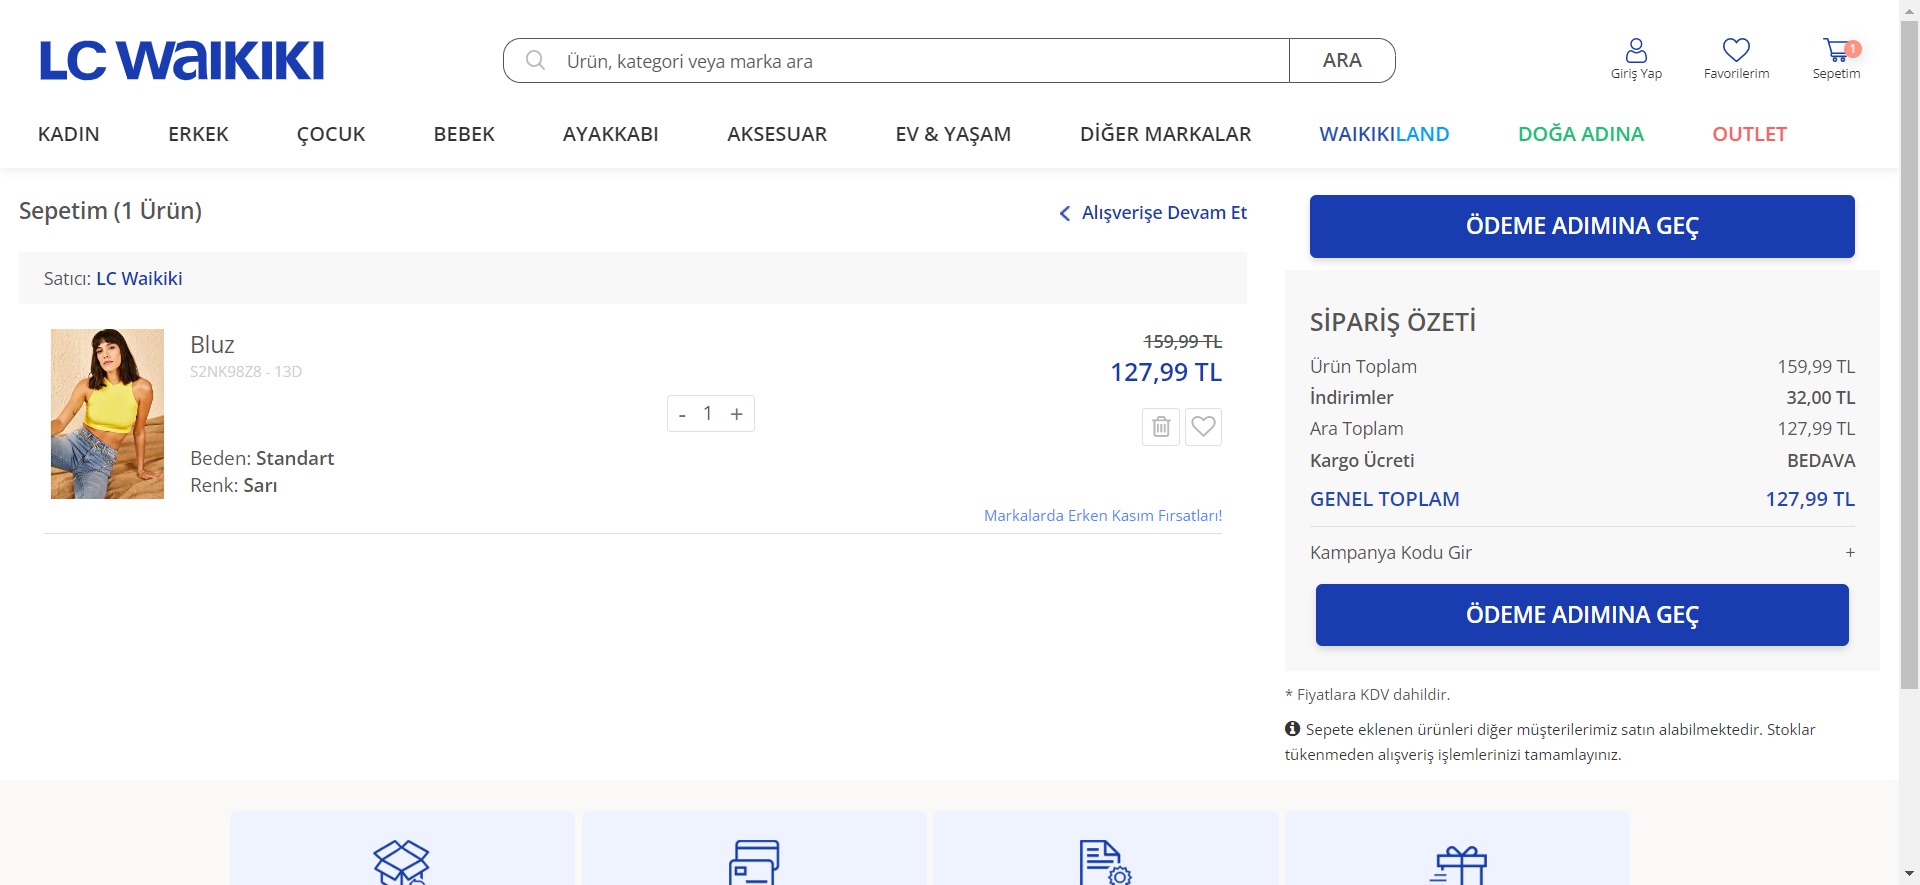 LC WAIKIKI
Ürün, kategori veya marka ara
ARA
Giriş Yap
Favorilerim
1
Sepetim
KADIN
ERKEK
ÇOCUK
BEBEK
AYAKKABI
AKSESUAR
EV & YAŞAM
DİĞER MARKALAR
WAIKIKILAND
DOĞA ADINA
OUTLET
Sepetim (1 Ürün)
Alışverişe Devam Et
Satıcı: LC Waikiki
Bluz
S2NK98Z8 - 13D
- 1 +
Beden: Standart
Renk: Sarı
159,99 TL
127,99 TL
Markalarda Erken Kasım Fırsatları!
ÖDEME ADIMINA GEÇ
SİPARİŞ ÖZETİ
Ürün Toplam 159,99 TL
İndirimler 32,00 TL
Ara Toplam 127,99 TL
Kargo Ücreti BEDAVA
GENEL TOPLAM 127,99 TL
Kampanya Kodu Gir +
ÖDEME ADIMINA GEÇ
* Fiyatlara KDV dahildir.
Sepete eklenen ürünleri diğer müşterilerimiz satın alabilmektedir. Stoklar
tükenmeden alışveriş işlemlerinizi tamamlayınız.